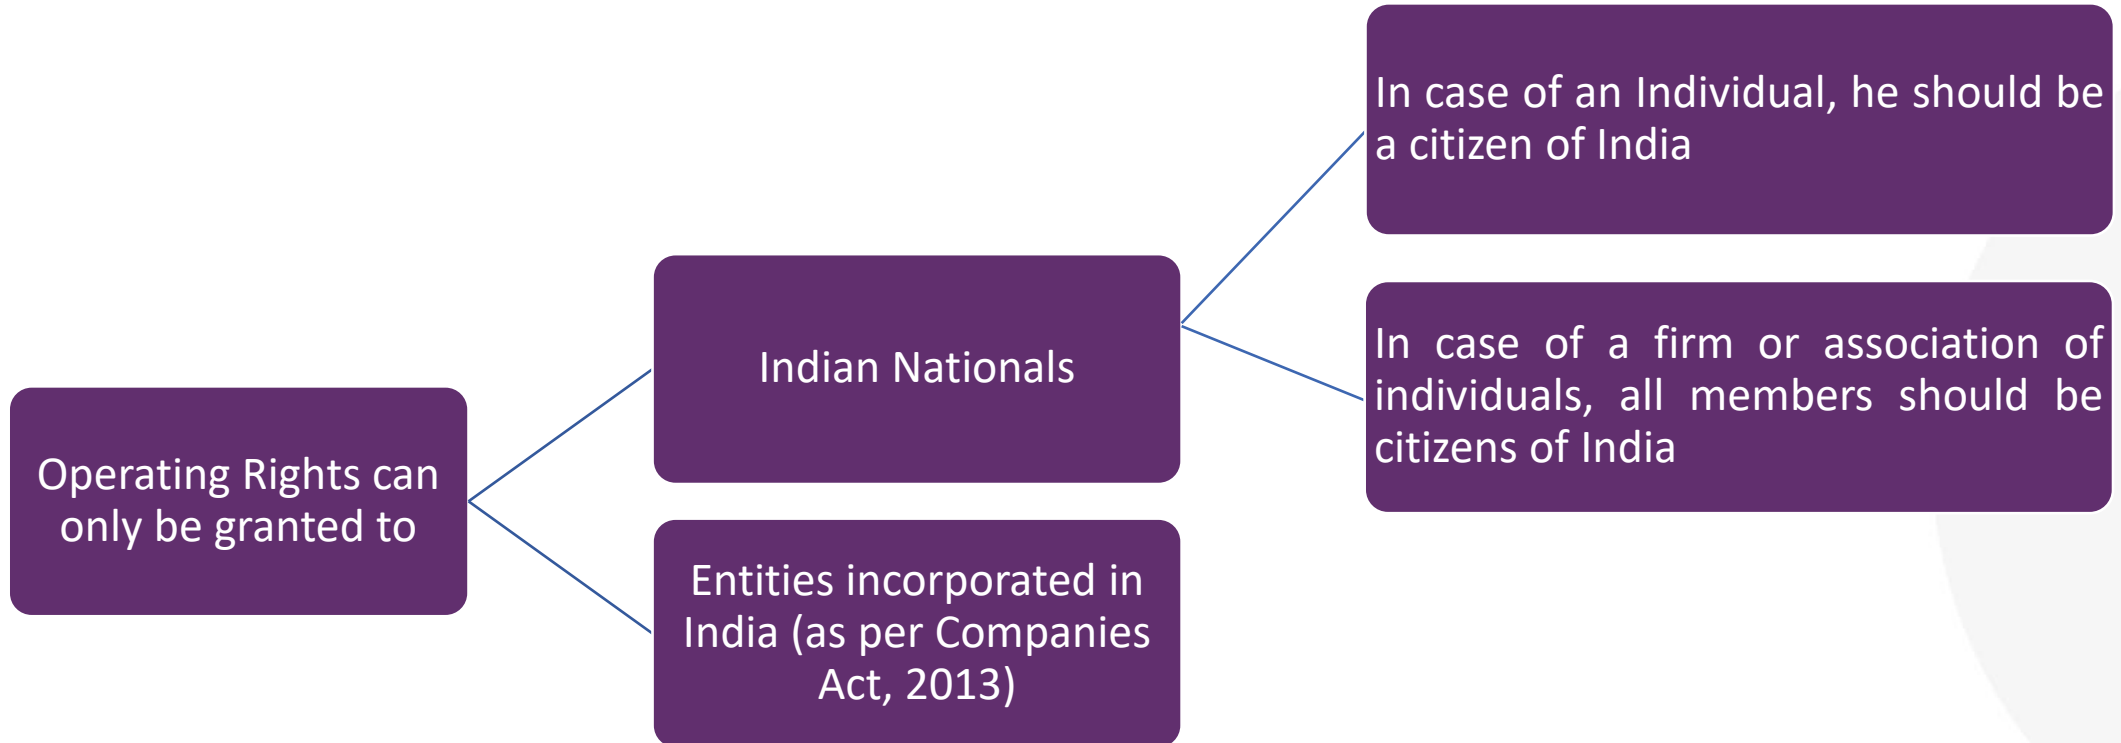 In case of an Individual, he should be
a citizen of India
Indian Nationals
In case of a firm or association of
individuals, all members should be
citizens of India
Operating Rights can
only be granted to
Entities incorporated in
India (as per Companies
Act, 2013)